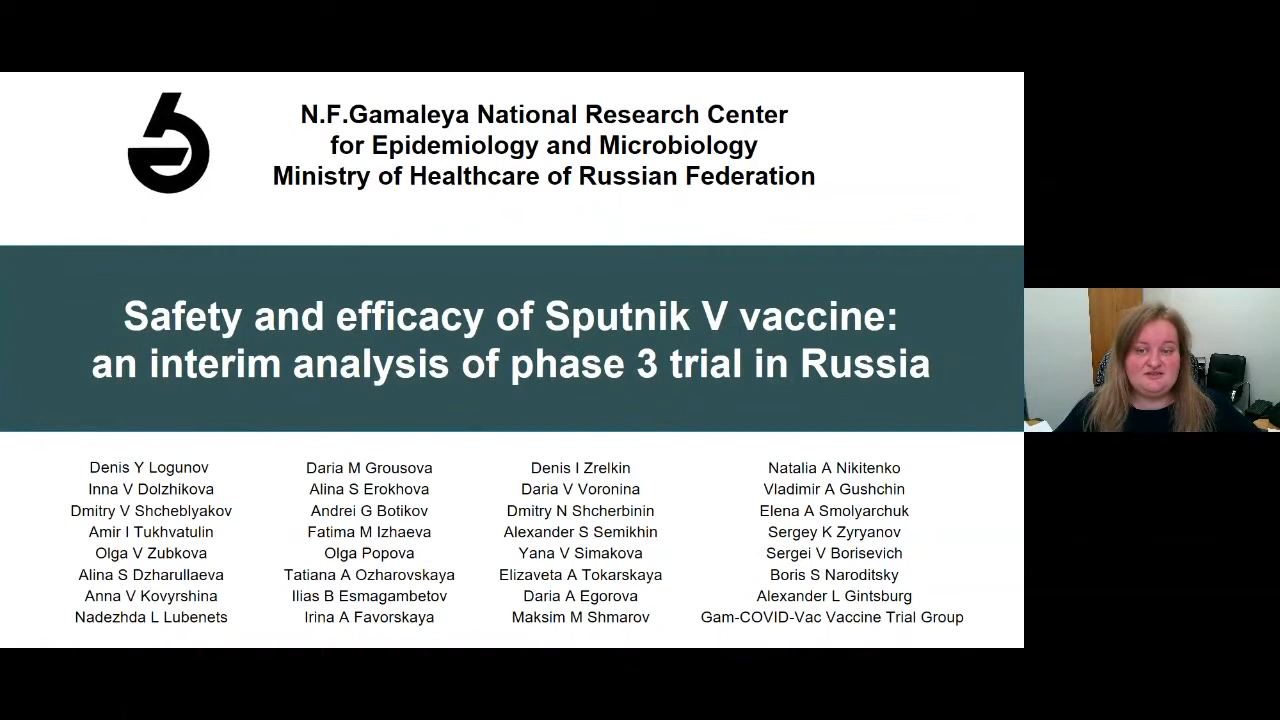 N.F.Gamaleya National Research Center
for Epidemiology and Microbiology
Ministry of Healthcare of Russian Federation
Safety and efficacy of Sputnik V vaccine:
an interim analysis of phase 3 trial in Russia
Denis Y Logunov
Inna V Dolzhikova
Dmitry V Shcheblyakov
Amir I Tukhvatulin
Olga V Zubkova
Alina S Dzharullaeva
Anna V Kovyrshina
Nadezhda L Lubenets
Daria M Grousova
Alina S Erokhova
Andrei G Botikov
Fatima M Izhaeva
Olga Popova
Tatiana A Ozharovskaya
Ilias B Esmagambetov
Irina A Favorskaya
Denis I Zrelkin
Daria V Voronina
Dmitry N Shcherbinin
Alexander S Semikhin
Yana V Simakova
Elizaveta A Tokarskaya
Daria A Egorova
Maksim M Shmarov
Natalia A Nikitenko
Vladimir A Gushchin
Elena A Smolyarchuk
Sergey K Zyryanov
Sergei V Borisevich
Boris S Naroditsky
Alexander L Gintsburg
Gam-COVID-Vac Vaccine Trial Group